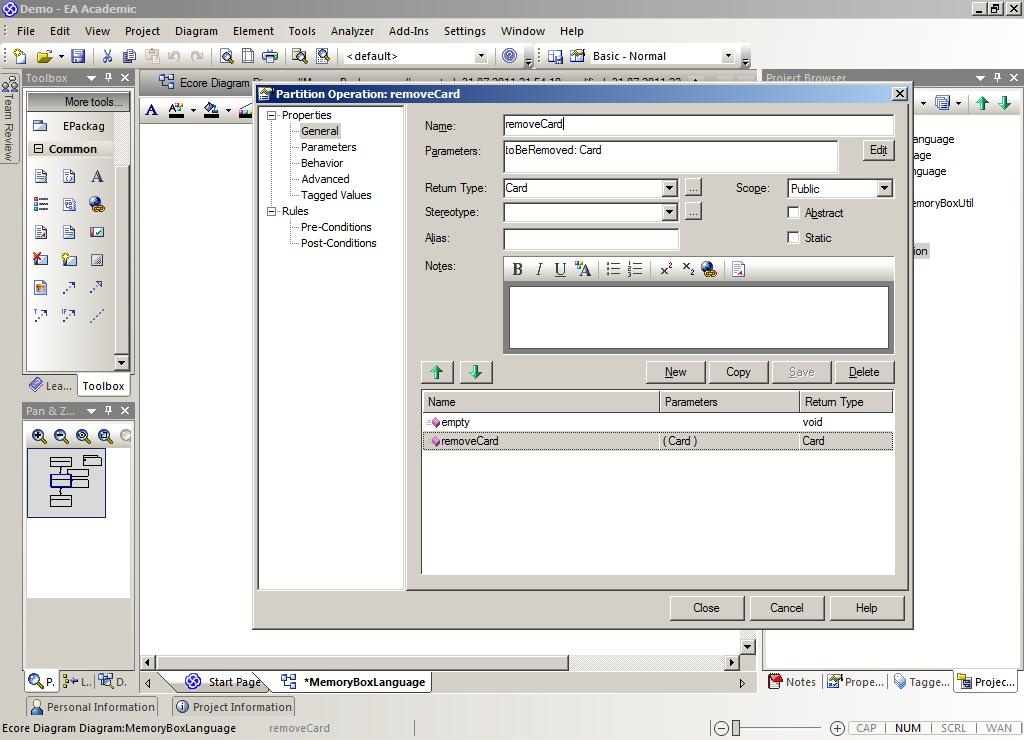 Demo - EA Academic
File Edit View Project Diagram Element Tools Analyzer Add-Ins Settings Window Help
<default>
Basic - Normal
Team Review
Toolbox
More tools...
EPackag
Common
Lea...
Toolbox
Pan & Z...
P.
L..
D.
Ecore Diagram
Project Browser
anguage
age
nguage
emoryBoxUtil
ion
Partition Operation: removeCard
Properties
General
Parameters
Behavior
Advanced
Tagged Values
Rules
Pre-Conditions
Post-Conditions
Name: removeCard
Parameters: toBeRemoved: Card Edit
Return Type: Card ... Scope: Public
Stereotype: ... Abstract
Alias: Static
Notes: B I U A x² x₂
New Copy Save Delete
Name Parameters Return Type
empty void
removeCard ( Card ) Card
Close Cancel Help
Start Page *MemoryBoxLanguage
Notes Prope... Tagge... Projec...
Personal Information Project Information
Ecore Diagram Diagram:MemoryBoxLanguage removeCard CAP NUM SCRL WAN